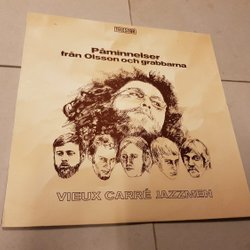 Påminnelser
från Olsson och grabbarna
VIEUX CARRÉ JAZZMEN